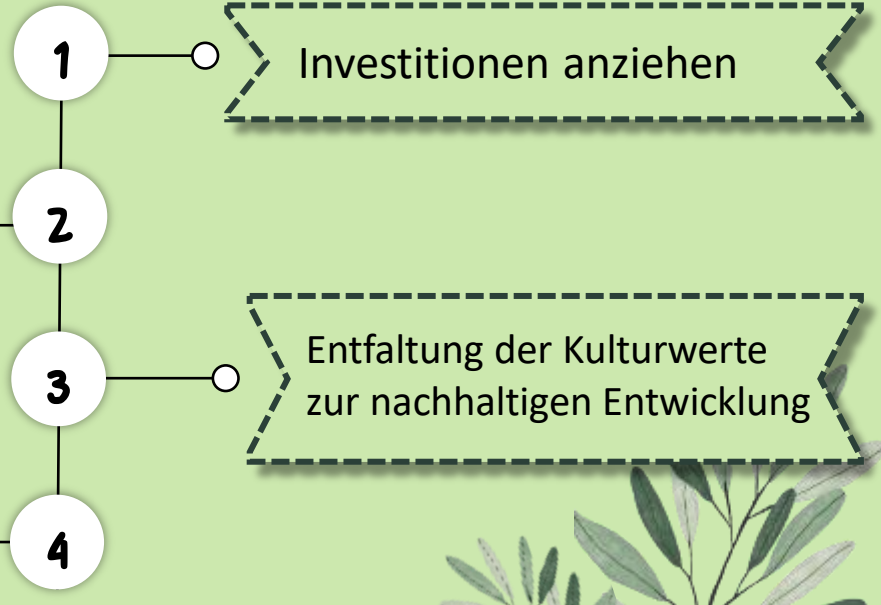 1
Investitionen anziehen
2
3
Entfaltung der Kulturwerte
zur nachhaltigen Entwicklung
4